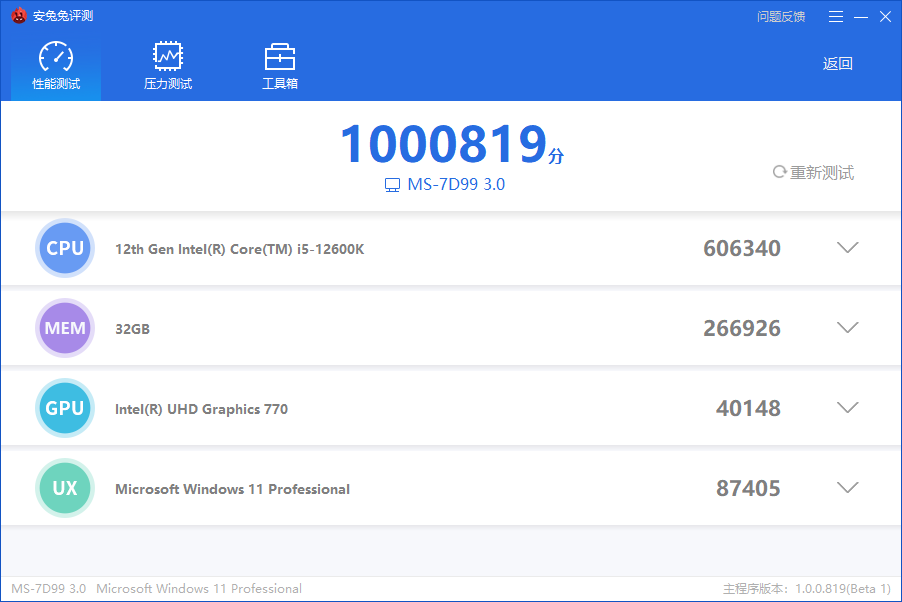 安兔兔评测
问题反馈
性能测试
压力测试
工具箱
返回
1000819分
MS-7D99 3.0
重新测试
CPU 12th Gen Intel(R) Core(TM) i5-12600K 606340
MEM 32GB 266926
GPU Intel(R) UHD Graphics 770 40148
UX Microsoft Windows 11 Professional 87405
MS-7D99 3.0 Microsoft Windows 11 Professional 主程序版本：1.0.0.819(Beta 1)